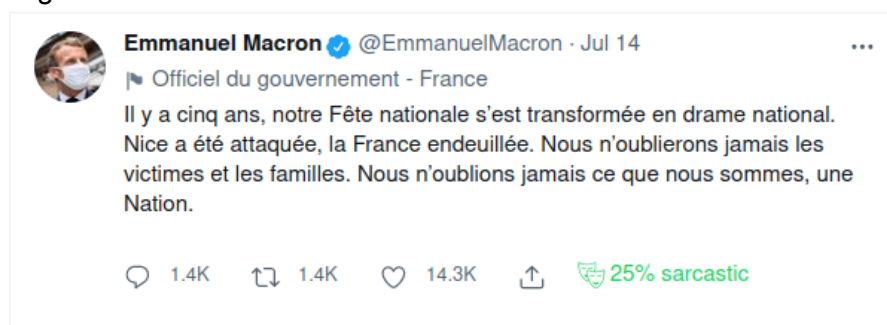 Emmanuel Macron @EmmanuelMacron · Jul 14 ...
Officiel du gouvernement - France
Il y a cinq ans, notre Fête nationale s’est transformée en drame national.
Nice a été attaquée, la France endeuillée. Nous n’oublierons jamais les
victimes et les familles. Nous n’oublions jamais ce que nous sommes, une
Nation.
1.4K 1.4K 14.3K 25% sarcastic